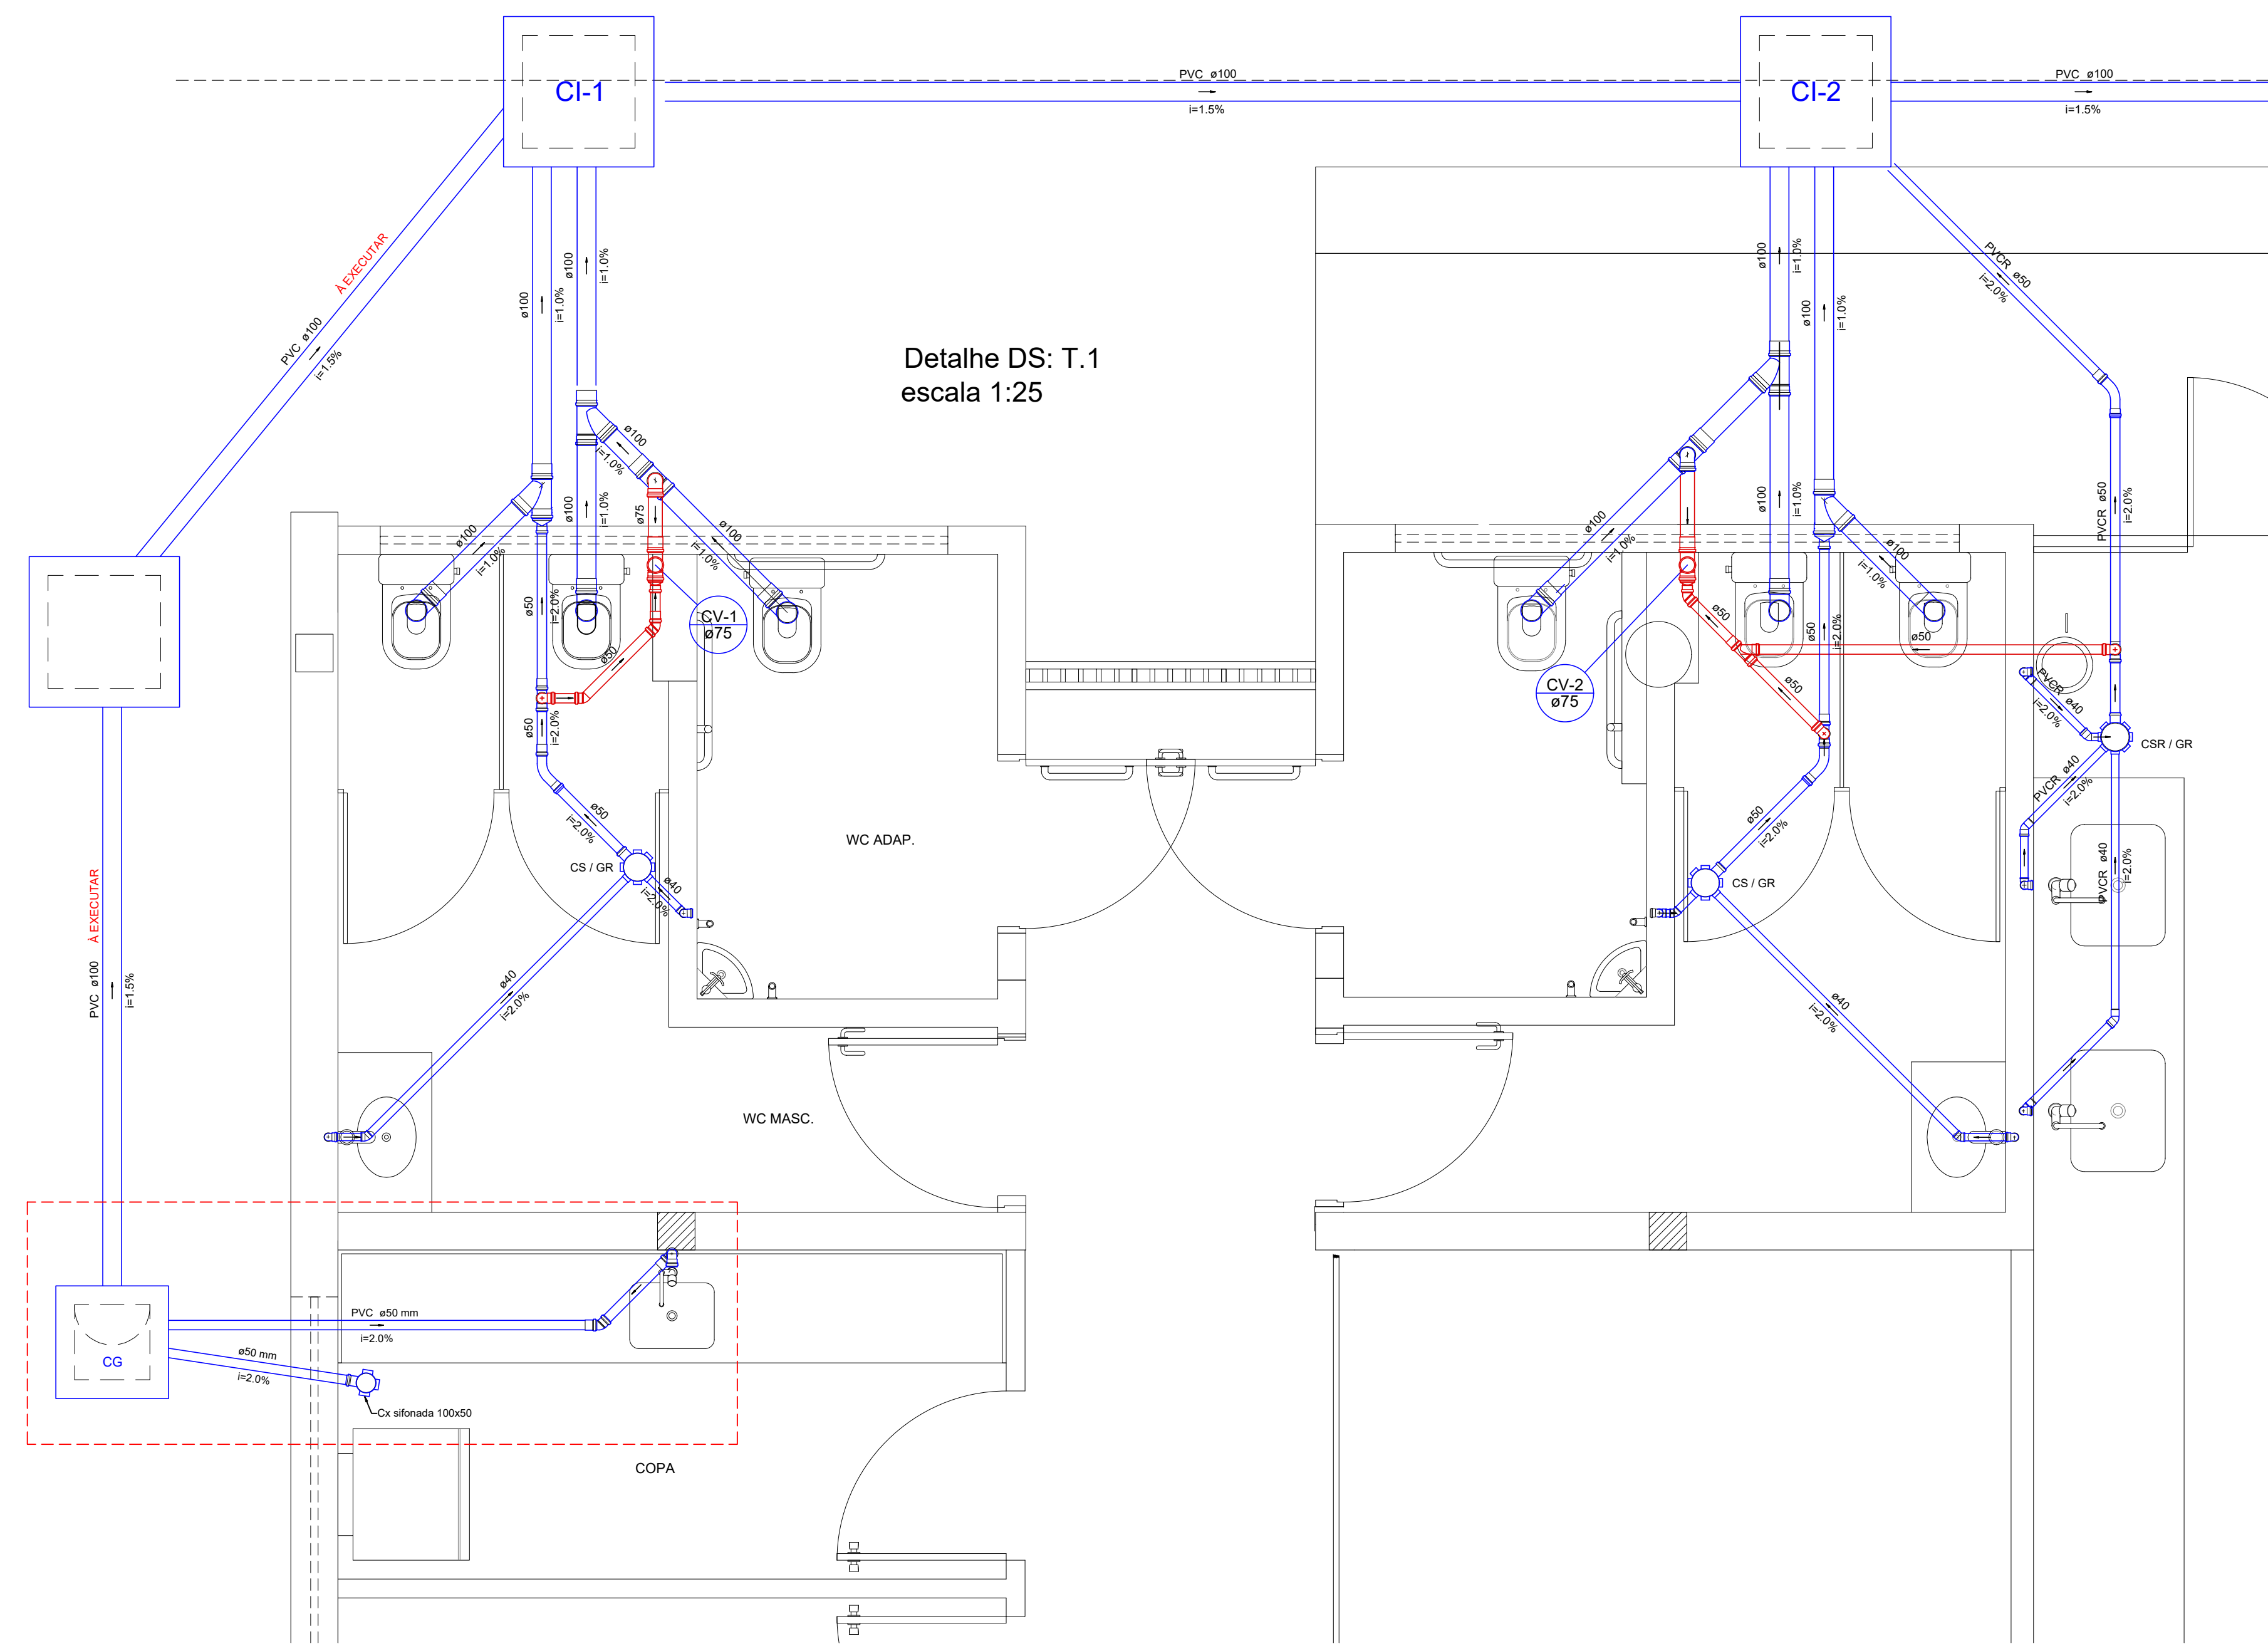 CI-1
PVC ø100
i=1.5%
CI-2
PVC ø100
i=1.5%
À EXECUTAR
PVC ø100
i=1.5%
ø100
i=1.0%
ø100
i=1.0%
Detalhe DS: T.1
escala 1:25
ø100
i=1.0%
ø100
i=1.0%
PVCR ø50
i=2.0%
ø100
i=1.0%
ø100
i=1.0%
ø75
ø100
i=1.0%
ø100
i=1.0%
ø50
i=2.0%
ø50
ø50
i=2.0%
CV-1
ø75
ø100
i=1.0%
ø100
i=1.0%
ø100
i=1.0%
PVCR ø50
i=2.0%
ø50
ø50
i=2.0%
ø50
ø50
CV-2
ø75
PVCR ø40
i=2.0%
CSR / GR
PVCR ø40
i=2.0%
PVCR ø40
i=2.0%
ø50
i=2.0%
CS / GR
ø40
i=2.0%
WC ADAP.
ø50
i=2.0%
CS / GR
ø40
i=2.0%
ø40
i=2.0%
PVC ø100 À EXECUTAR
i=1.5%
WC MASC.
PVC ø50 mm
i=2.0%
CG
ø50 mm
i=2.0%
Cx sifonada 100x50
COPA